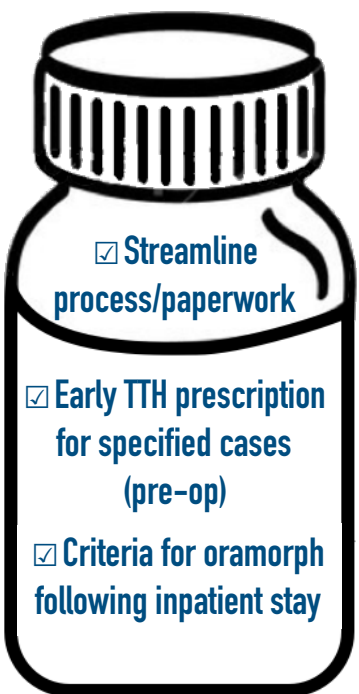 ☑ Streamline
process/paperwork
☑ Early TTH prescription
for specified cases
(pre-op)
☑ Criteria for oramorph
following inpatient stay